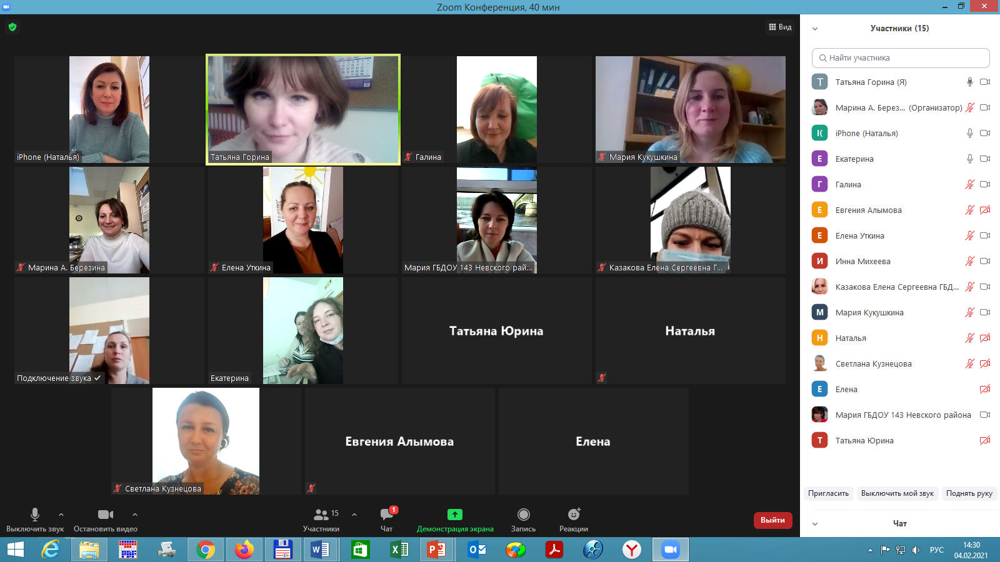 Zoom Конференция, 40 мин
Вид
iPhone (Наталья)
Татьяна Горина
Галина
Мария Кукушкина
Марина А. Березина
Елена Уткина
Мария ГБДОУ 143 Невского рай...
Казакова Елена Сергеевна Г...
Подключение звука
Екатерина
Татьяна Юрина
Наталья
Светлана Кузнецова
Евгения Алымова
Елена
Участники (15)
Найти участника
Т Татьяна Горина (Я)
Марина А. Берез... (Организатор)
I( iPhone (Наталья)
Е Екатерина
Г Галина
Е Евгения Алымова
Е Елена Уткина
И Инна Михеева
Казакова Елена Сергеевна ГБД...
М Мария Кукушкина
Н Наталья
Светлана Кузнецова
Е Елена
Мария ГБДОУ 143 Невского района
Т Татьяна Юрина
Пригласить Выключить мой звук Поднять руку
Чат
Выключить звук
Остановить видео
15
Участники
1
Чат
Демонстрация экрана
Запись
Реакции
Выйти
64
РУС
14:30
04.02.2021